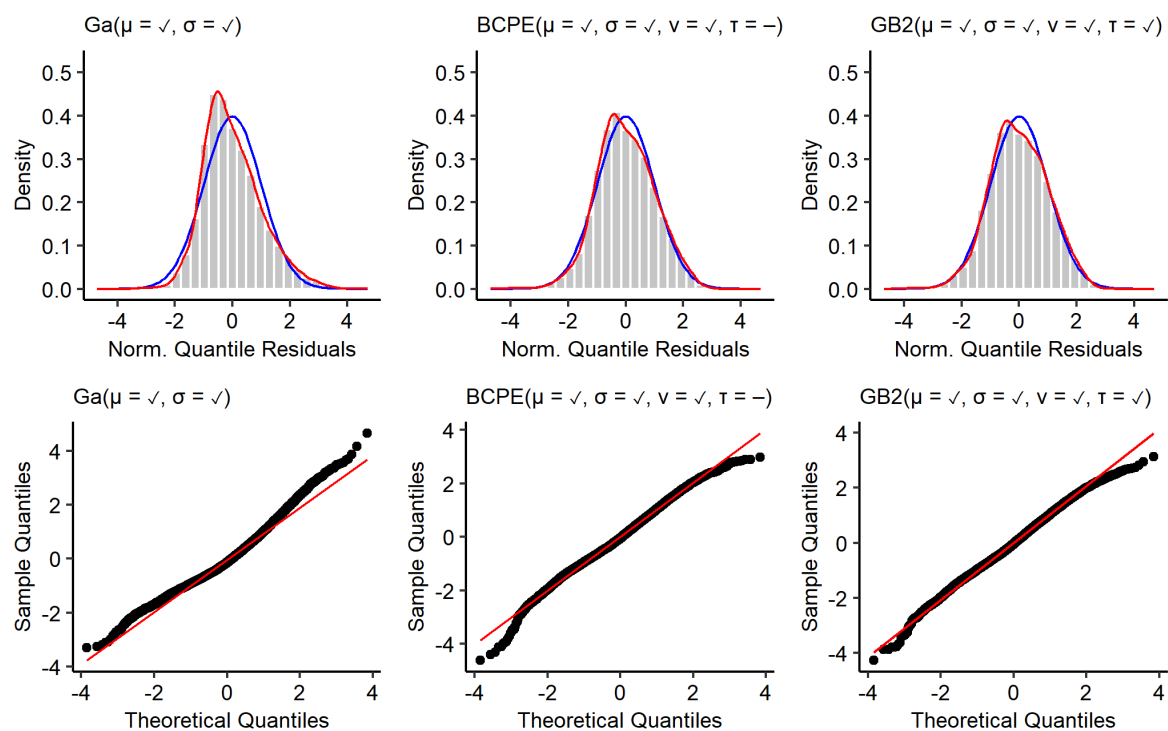 Ga(μ = ✓, σ = ✓)
0.5
0.4
0.3
0.2
0.1
0.0
Density
-4 -2 0 2 4
Norm. Quantile Residuals
BCPE(μ = ✓, σ = ✓, ν = ✓, τ = –)
0.5
0.4
0.3
0.2
0.1
0.0
Density
-4 -2 0 2 4
Norm. Quantile Residuals
GB2(μ = ✓, σ = ✓, ν = ✓, τ = ✓)
0.5
0.4
0.3
0.2
0.1
0.0
Density
-4 -2 0 2 4
Norm. Quantile Residuals
Ga(μ = ✓, σ = ✓)
4
2
0
-2
-4
Sample Quantiles
-4 -2 0 2 4
Theoretical Quantiles
BCPE(μ = ✓, σ = ✓, ν = ✓, τ = –)
4
2
0
-2
-4
Sample Quantiles
-4 -2 0 2 4
Theoretical Quantiles
GB2(μ = ✓, σ = ✓, ν = ✓, τ = ✓)
4
2
0
-2
-4
Sample Quantiles
-4 -2 0 2 4
Theoretical Quantiles